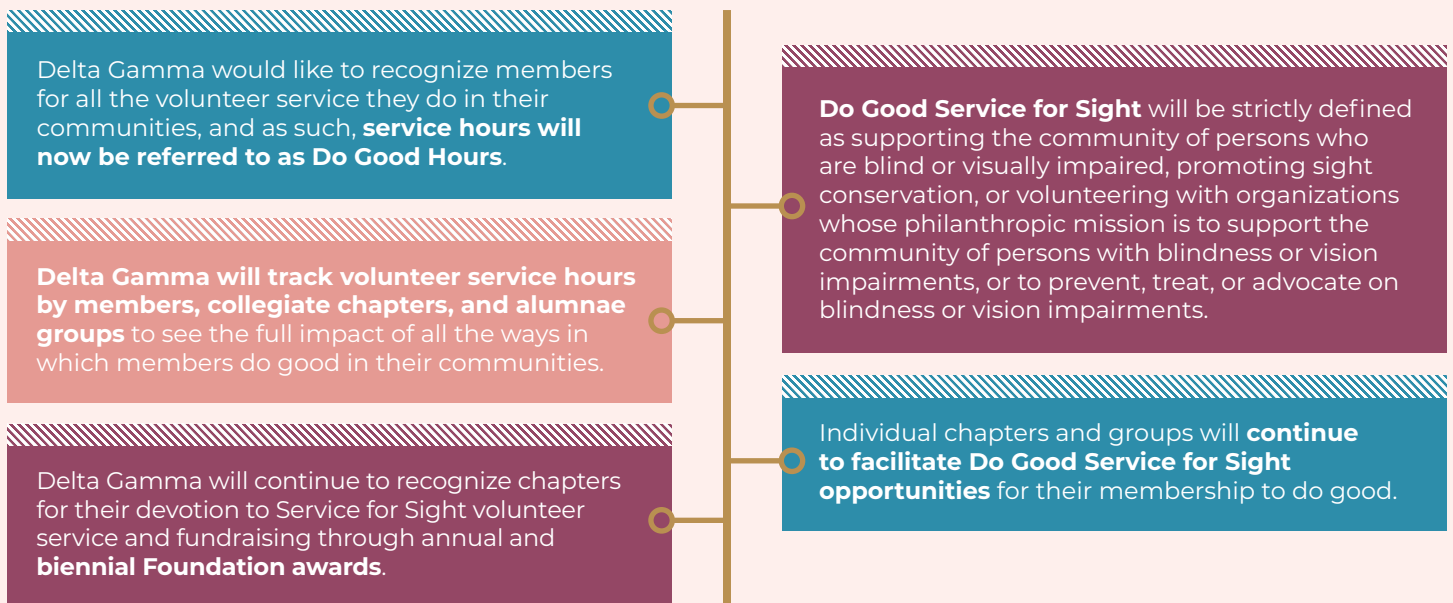 Delta Gamma would like to recognize members
for all the volunteer service they do in their
communities, and as such, service hours will
now be referred to as Do Good Hours.
Do Good Service for Sight will be strictly defined
as supporting the community of persons who
are blind or visually impaired, promoting sight
conservation, or volunteering with organizations
whose philanthropic mission is to support the
community of persons with blindness or vision
impairments, or to prevent, treat, or advocate on
blindness or vision impairments.
Delta Gamma will track volunteer service hours
by members, collegiate chapters, and alumnae
groups to see the full impact of all the ways in
which members do good in their communities.
Individual chapters and groups will continue
to facilitate Do Good Service for Sight
opportunities for their membership to do good.
Delta Gamma will continue to recognize chapters
for their devotion to Service for Sight volunteer
service and fundraising through annual and
biennial Foundation awards.